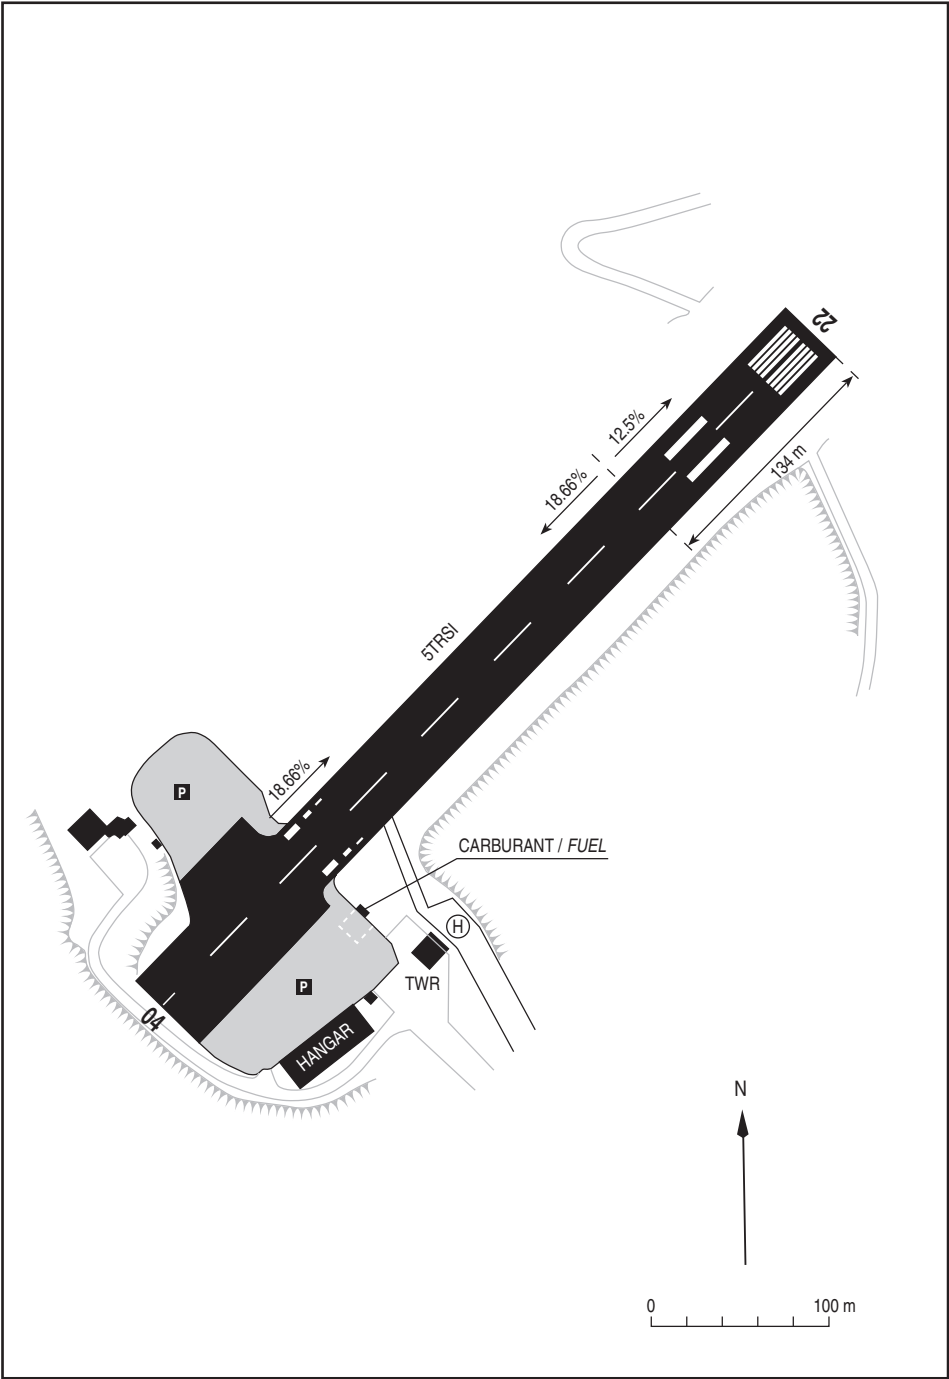 22
12.5%
18.66%
134 m
5TRSI
18.66%
P
CARBURANT / FUEL
H
TWR
P
04
HANGAR
N
0 100 m